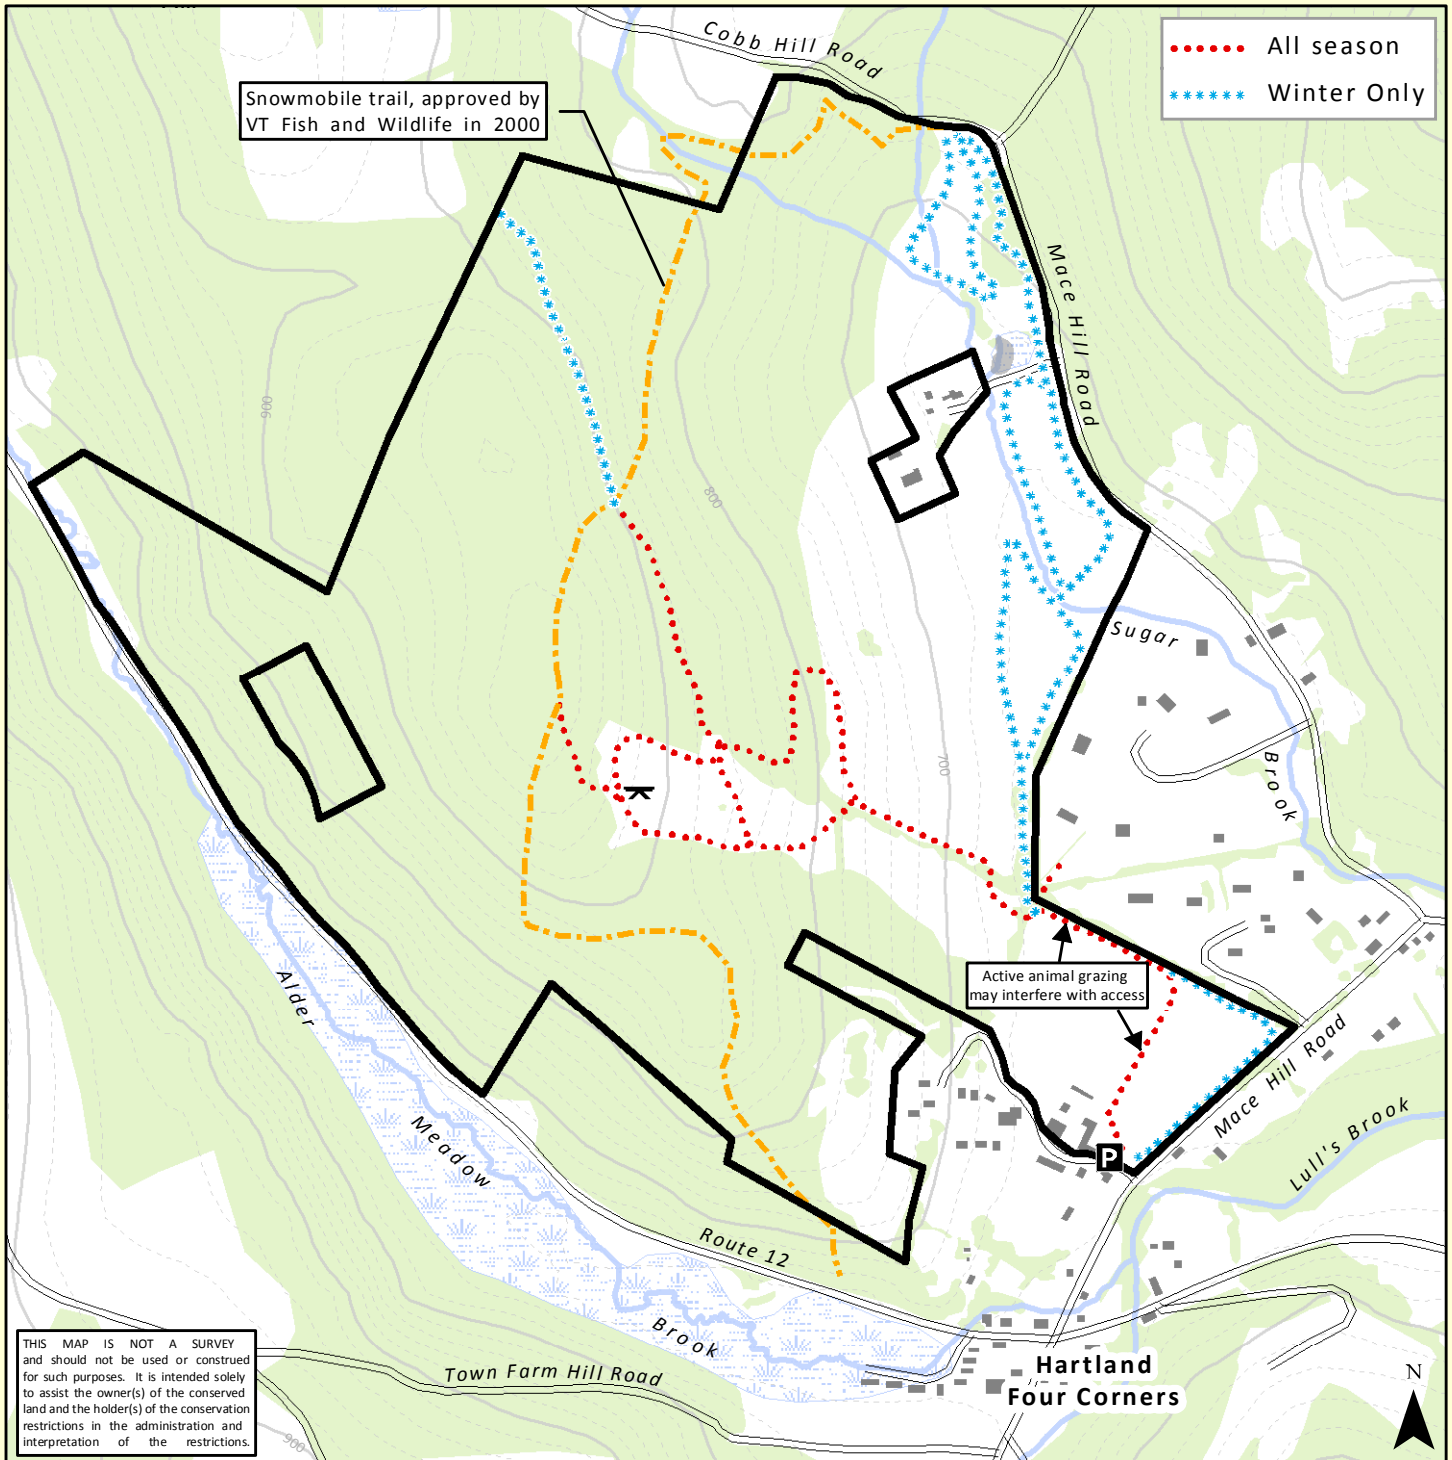 Cobb Hill Road
All season
Winter Only
Snowmobile trail, approved by
VT Fish and Wildlife in 2000
Mace Hill Road
900
800
Sugar
Brook
700
Active animal grazing
may interfere with access
Alder
Meadow
Brook
Mace Hill Road
Lull's Brook
P
Route 12
Town Farm Hill Road
Hartland
Four Corners
N
THIS MAP IS NOT A SURVEY
and should not be used or construed
for such purposes. It is intended solely
to assist the owner(s) of the conserved
land and the holder(s) of the conservation
restrictions in the administration and
interpretation of the restrictions.
900